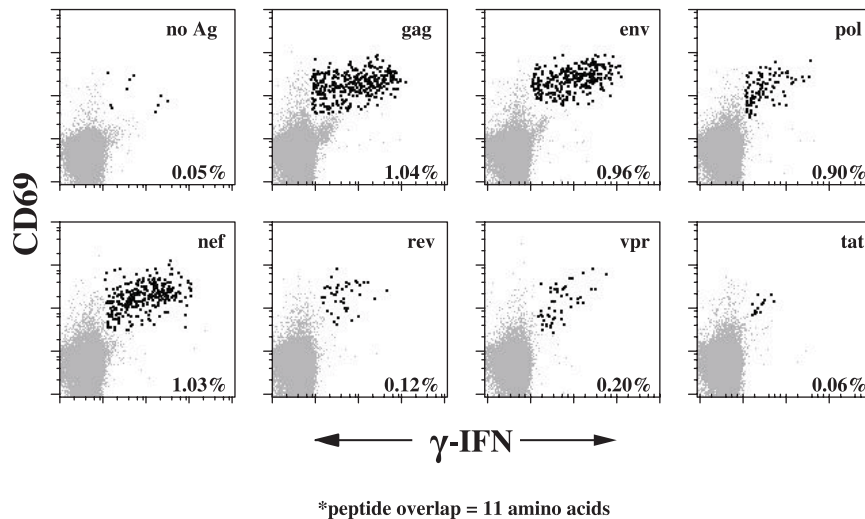 no Ag
0.05%
gag
1.04%
env
0.96%
pol
0.90%
CD69
nef
1.03%
rev
0.12%
vpr
0.20%
tat
0.06%
γ-IFN
*peptide overlap = 11 amino acids